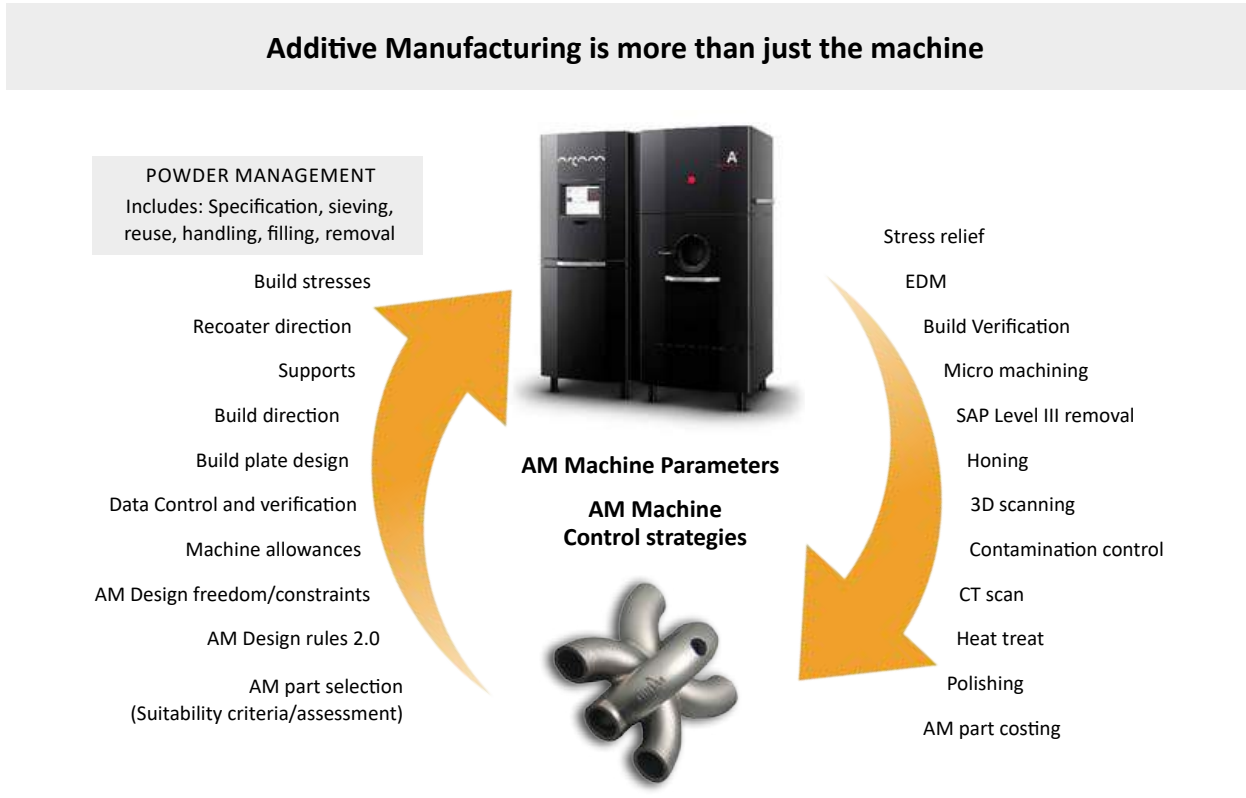 Additive Manufacturing is more than just the machine
POWDER MANAGEMENT
Includes: Specification, sieving,
reuse, handling, filling, removal
Build stresses
Recoater direction
Supports
Build direction
Build plate design
Data Control and verification
Machine allowances
AM Design freedom/constraints
AM Design rules 2.0
AM part selection
(Suitability criteria/assessment)
arcam
A
AM Machine Parameters
AM Machine
Control strategies
Stress relief
EDM
Build Verification
Micro machining
SAP Level III removal
Honing
3D scanning
Contamination control
CT scan
Heat treat
Polishing
AM part costing